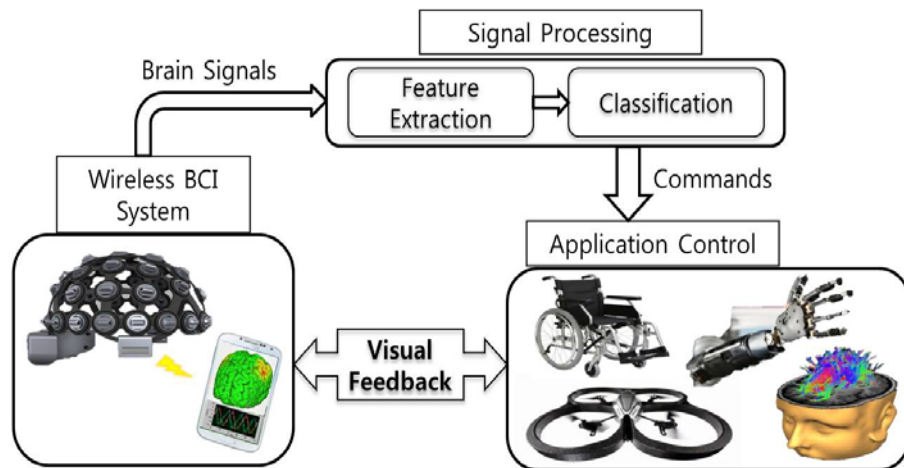 Signal Processing
Brain Signals
Feature
Extraction
Classification
Wireless BCI
System
Commands
Application Control
Visual
Feedback